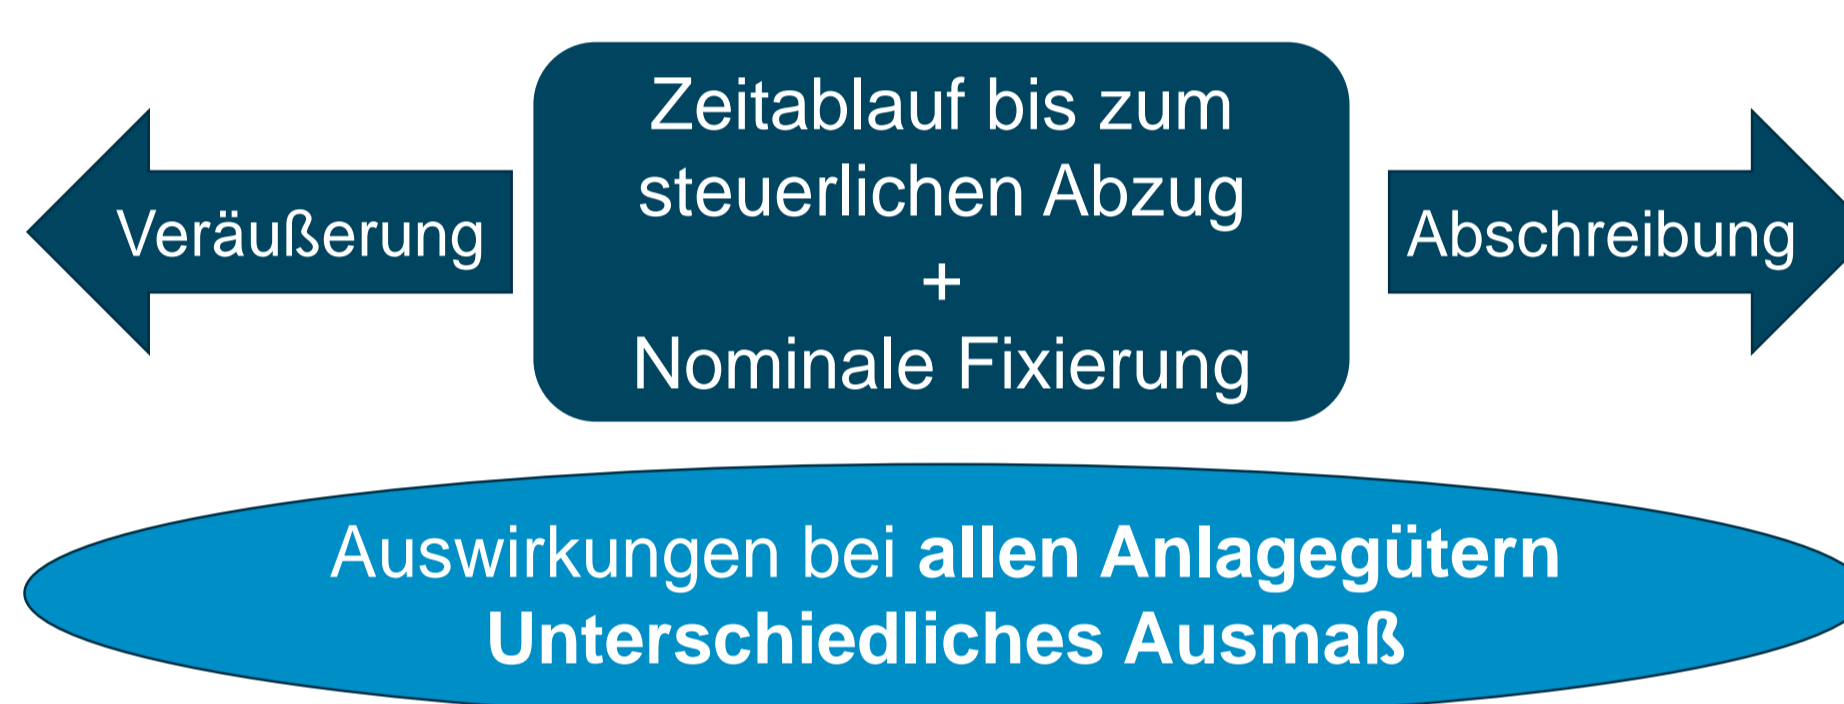 Veräußerung
Zeitablauf bis zum
steuerlichen Abzug
+
Nominale Fixierung
Abschreibung
Auswirkungen bei allen Anlagegütern
Unterschiedliches Ausmaß